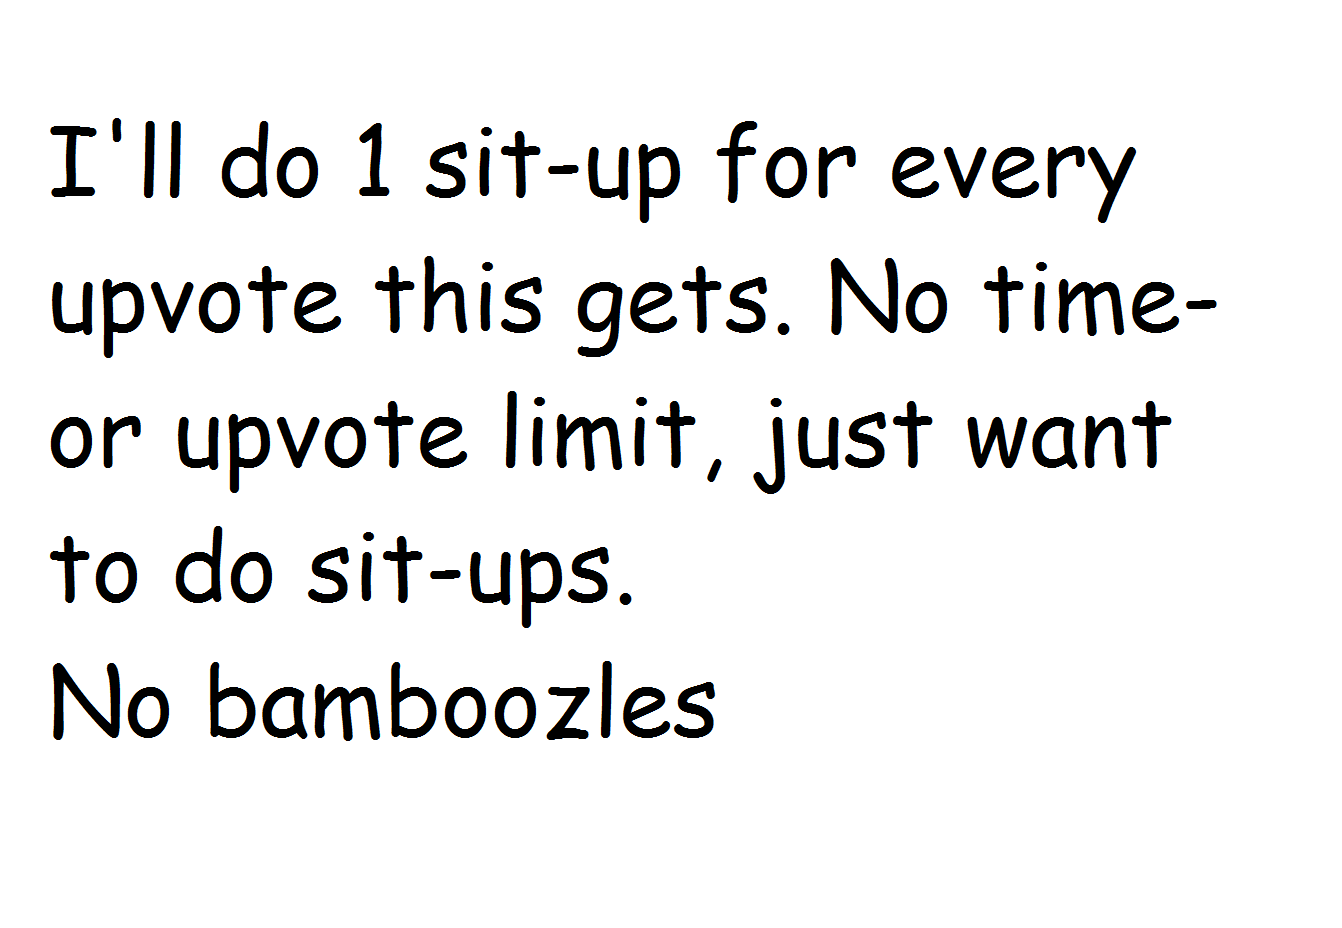 I'll do 1 sit-up for every
upvote this gets. No time-
or upvote limit, just want
to do sit-ups.
No bamboozles